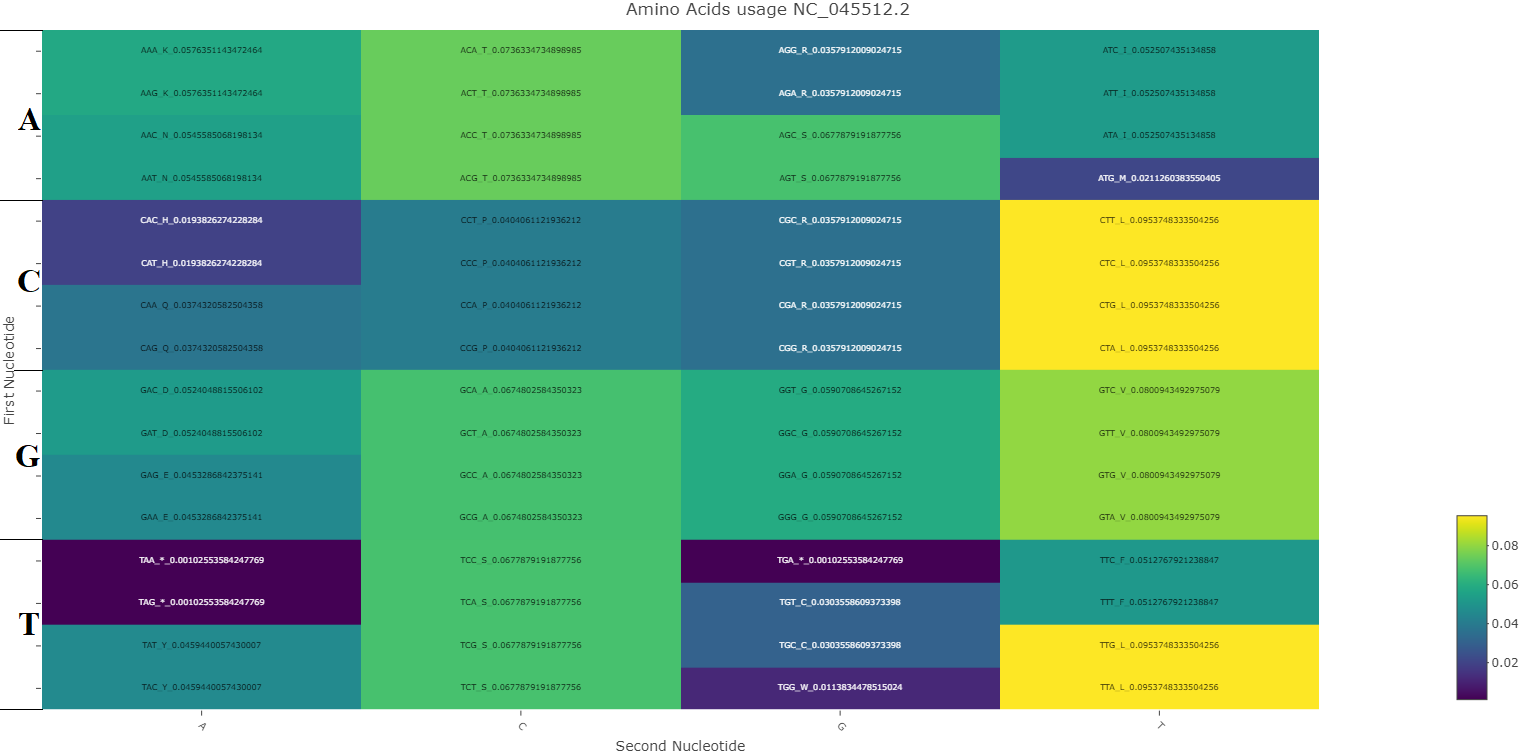 Amino Acids usage NC_045512.2
AAA_K_0.0576351143472464 ACA_T_0.0736334734898985 AGG_R_0.0357912009024715 ATC_I_0.052507435134858
AAG_K_0.0576351143472464 ACT_T_0.0736334734898985 AGA_R_0.0357912009024715 ATT_I_0.052507435134858
A
AAC_N_0.0545585068198134 ACC_T_0.0736334734898985 AGC_S_0.0677879191877756 ATA_I_0.052507435134858
AAT_N_0.0545585068198134 ACG_T_0.0736334734898985 AGT_S_0.0677879191877756 ATG_M_0.0211260383550405
CAC_H_0.0193826274228284 CCT_P_0.0404061121936212 CGC_R_0.0357912009024715 CTT_L_0.0953748333504256
CAT_H_0.0193826274228284 CCC_P_0.0404061121936212 CGT_R_0.0357912009024715 CTC_L_0.0953748333504256
C
CAA_Q_0.0374320582504358 CCA_P_0.0404061121936212 CGA_R_0.0357912009024715 CTG_L_0.0953748333504256
CAG_Q_0.0374320582504358 CCG_P_0.0404061121936212 CGG_R_0.0357912009024715 CTA_L_0.0953748333504256
First Nucleotide
GAC_D_0.0524048815506102 GCA_A_0.0674802584350323 GGT_G_0.0590708645267152 GTC_V_0.0800943492975079
GAT_D_0.0524048815506102 GCT_A_0.0674802584350323 GGC_G_0.0590708645267152 GTT_V_0.0800943492975079
G
GAG_E_0.0453286842375141 GCC_A_0.0674802584350323 GGA_G_0.0590708645267152 GTG_V_0.0800943492975079
GAA_E_0.0453286842375141 GCG_A_0.0674802584350323 GGG_G_0.0590708645267152 GTA_V_0.0800943492975079
TAA_*_0.00102553584247769 TCC_S_0.0677879191877756 TGA_*_0.00102553584247769 TTC_F_0.0512767921238847
TAG_*_0.00102553584247769 TCA_S_0.0677879191877756 TGT_C_0.0303558609373398 TTT_F_0.0512767921238847
T
TAT_Y_0.0459440057430007 TCG_S_0.0677879191877756 TGC_C_0.0303558609373398 TTG_L_0.0953748333504256
TAC_Y_0.0459440057430007 TCT_S_0.0677879191877756 TGG_W_0.0113834478515024 TTA_L_0.0953748333504256
A C G T
Second Nucleotide
0.08
0.06
0.04
0.02